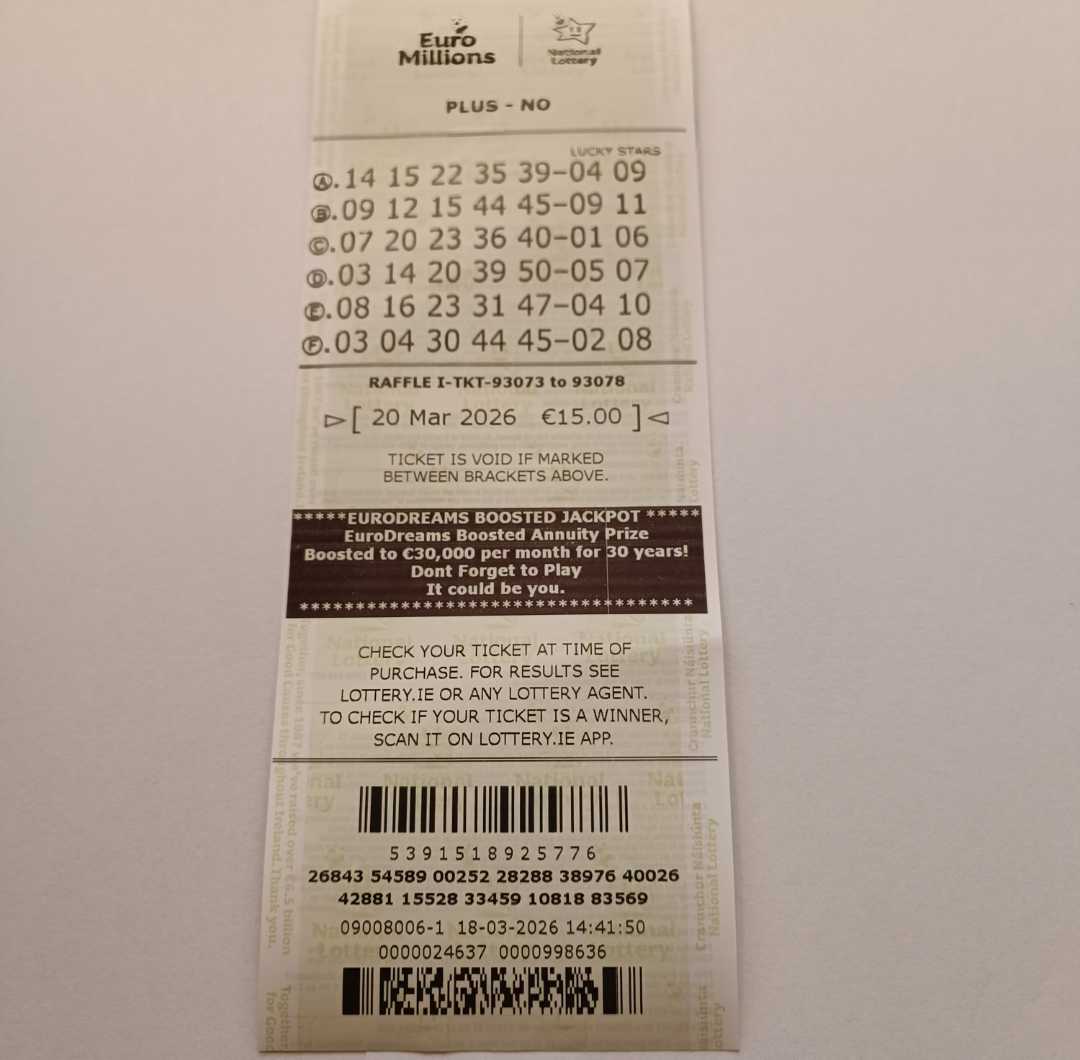 Euro
Millions
National
Lottery
PLUS - NO
LUCKY STARS
A. 14 15 22 35 39-04 09
B. 09 12 15 44 45-09 11
C. 07 20 23 36 40-01 06
D. 03 14 20 39 50-05 07
E. 08 16 23 31 47-04 10
F. 03 04 30 44 45-02 08
RAFFLE I-TKT-93073 to 93078
[ 20 Mar 2026 €15.00 ]
TICKET IS VOID IF MARKED
BETWEEN BRACKETS ABOVE.
*****EURODREAMS BOOSTED JACKPOT *****
EuroDreams Boosted Annuity Prize
Boosted to €30,000 per month for 30 years!
Dont Forget to Play
It could be you.
********************************
CHECK YOUR TICKET AT TIME OF
PURCHASE. FOR RESULTS SEE
LOTTERY.IE OR ANY LOTTERY AGENT.
TO CHECK IF YOUR TICKET IS A WINNER,
SCAN IT ON LOTTERY.IE APP.
5391518925776
26843 54589 00252 28288 38976 40026
42881 15528 33459 10818 83569
09008006-1 18-03-2026 14:41:50
0000024637 0000998636
Crannchur Náisiúnta
National Lottery